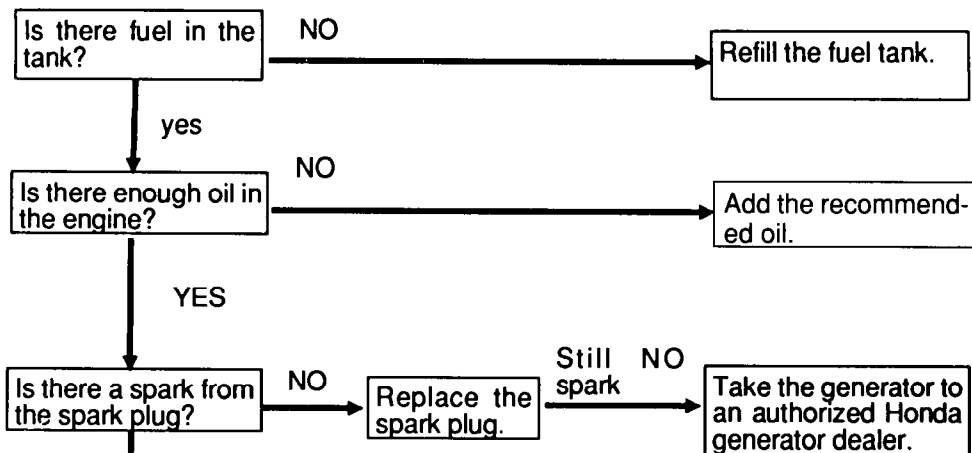 Is there fuel in the
tank?
NO
Refill the fuel tank.
yes
Is there enough oil in
the engine?
NO
Add the recommend-
ed oil.
YES
Is there a spark from
the spark plug?
NO
Replace the
spark plug.
Still NO
spark
Take the generator to
an authorized Honda
generator dealer.